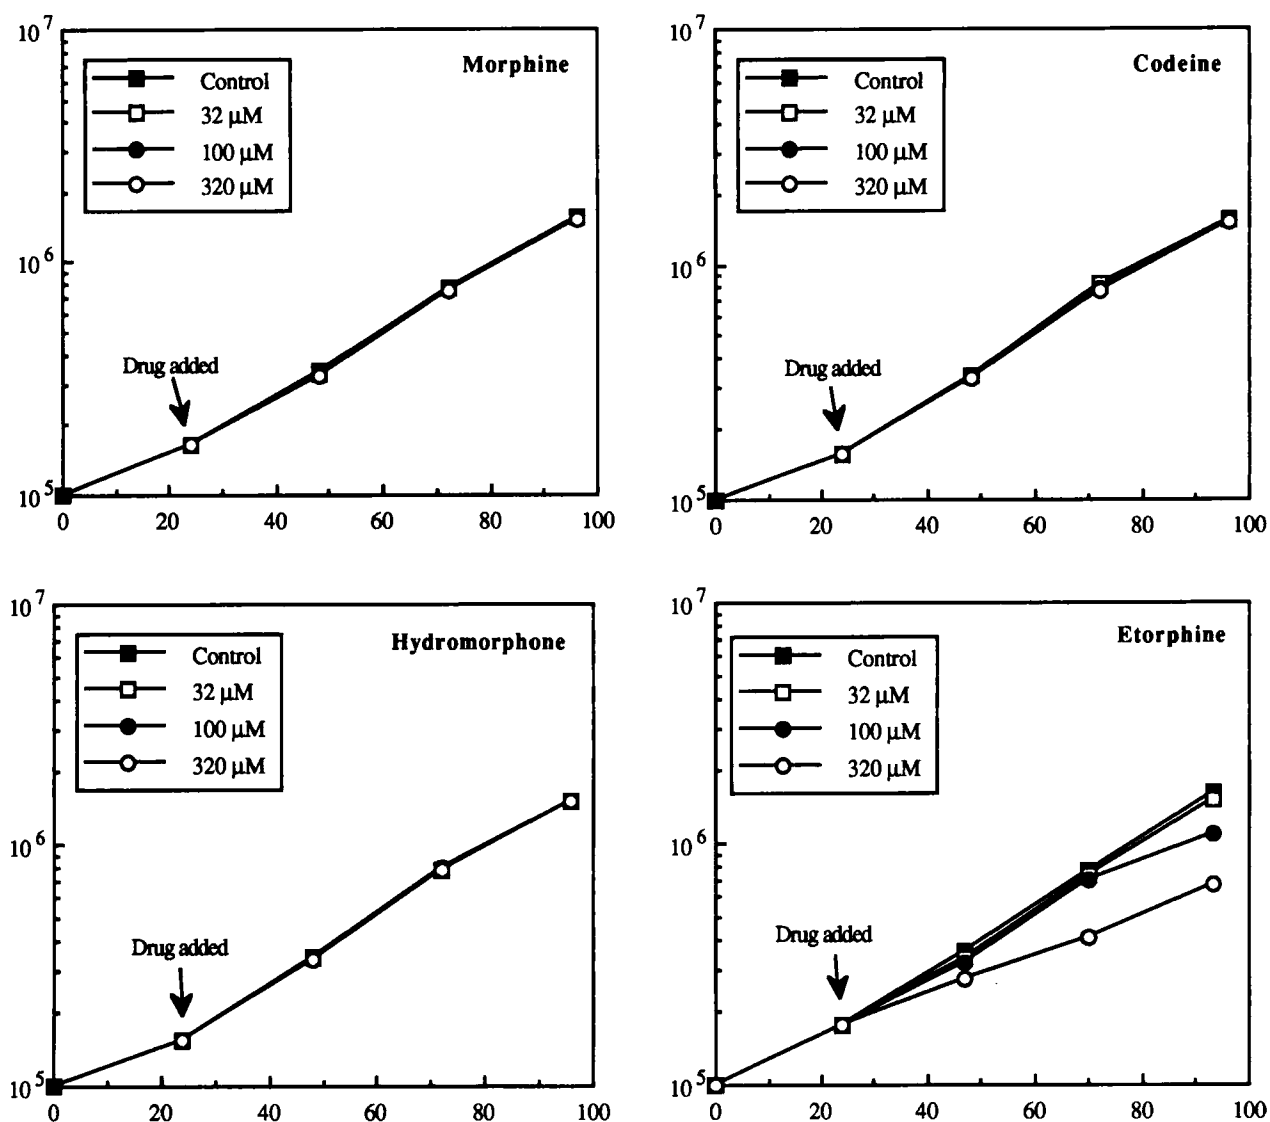 10^7
Morphine
Control
32 μM
100 μM
320 μM
10^6
Drug added
10^5
0 20 40 60 80 100
10^7
Codeine
Control
32 μM
100 μM
320 μM
10^6
Drug added
10^5
0 20 40 60 80 100
10^7
Hydromorphone
Control
32 μM
100 μM
320 μM
10^6
Drug added
10^5
0 20 40 60 80 100
10^7
Etorphine
Control
32 μM
100 μM
320 μM
10^6
Drug added
10^5
0 20 40 60 80 100